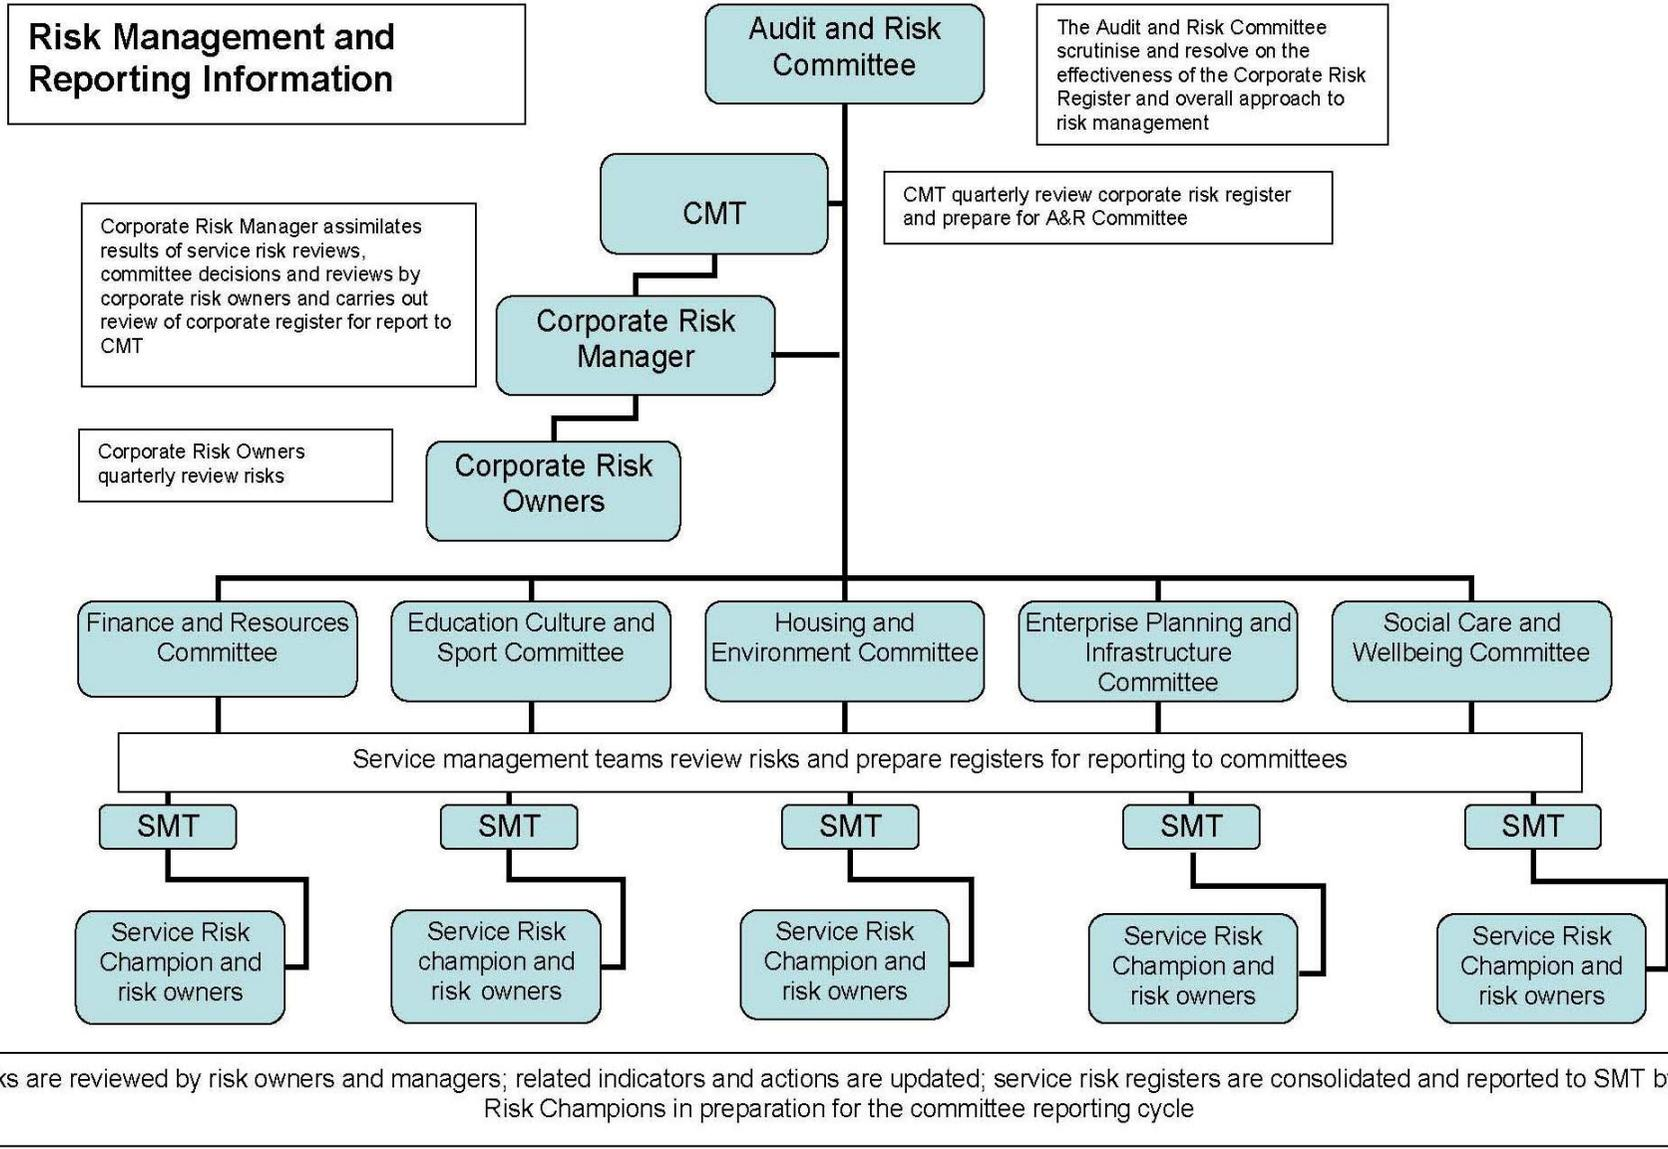 Risk Management and
Reporting Information
Audit and Risk
Committee
The Audit and Risk Committee
scrutinise and resolve on the
effectiveness of the Corporate Risk
Register and overall approach to
risk management
CMT
CMT quarterly review corporate risk register
and prepare for A&R Committee
Corporate Risk Manager assimilates
results of service risk reviews,
committee decisions and reviews by
corporate risk owners and carries out
review of corporate register for report to
CMT
Corporate Risk
Manager
Corporate Risk Owners
quarterly review risks
Corporate Risk
Owners
Finance and Resources
Committee
Education Culture and
Sport Committee
Housing and
Environment Committee
Enterprise Planning and
Infrastructure
Committee
Social Care and
Wellbeing Committee
Service management teams review risks and prepare registers for reporting to committees
SMT
SMT
SMT
SMT
SMT
Service Risk
Champion and
risk owners
Service Risk
champion and
risk owners
Service Risk
Champion and
risk owners
Service Risk
Champion and
risk owners
Service Risk
Champion and
risk owners
are reviewed by risk owners and managers; related indicators and actions are updated; service risk registers are consolidated and reported to SMT
Risk Champions in preparation for the committee reporting cycle